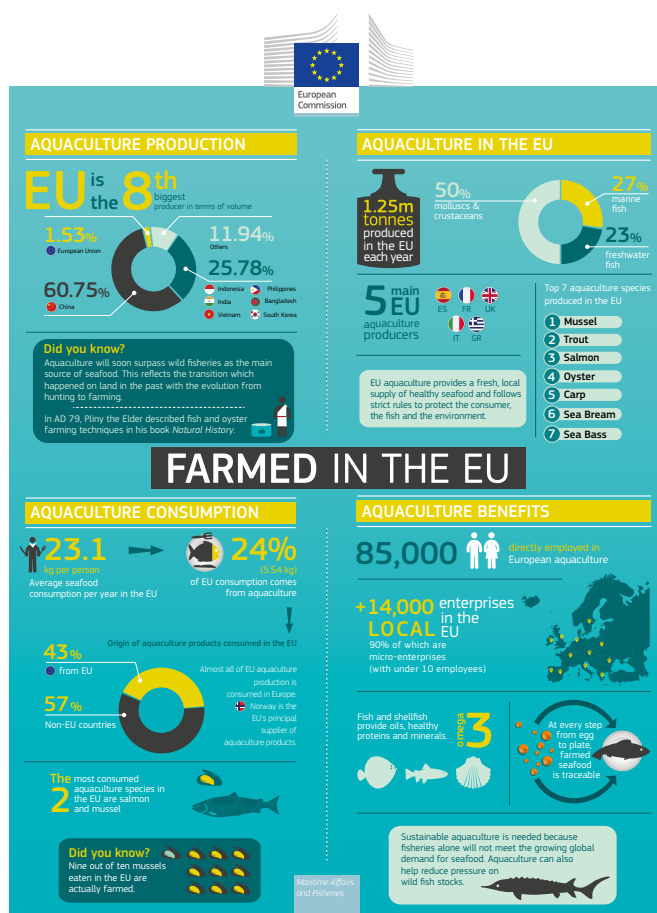 European
Commission
AQUACULTURE PRODUCTION
EU is the 8th
biggest
producer in terms of volume
1.53%
European Union
11.94%
Others
25.78%
Indonesia
Philippines
India
Bangladesh
Vietnam
South Korea
60.75%
China
Did you know?
Aquaculture will soon surpass wild fisheries as the main
source of seafood. This reflects the transition which
happened on land in the past with the evolution from
hunting to farming.
In AD 79, Pliny the Elder described fish and oyster
farming techniques in his book Natural History.
AQUACULTURE IN THE EU
1.25m
tonnes
produced
in the EU
each year
50%
molluscs &
crustaceans
27%
marine
fish
23%
freshwater
fish
5 main
EU
aquaculture
producers
ES FR UK
IT GR
EU aquaculture provides a fresh, local
supply of healthy seafood and follows
strict rules to protect the consumer,
the fish and the environment.
Top 7 aquaculture species
produced in the EU
1 Mussel
2 Trout
3 Salmon
4 Oyster
5 Carp
6 Sea Bream
7 Sea Bass
FARMED IN THE EU
AQUACULTURE CONSUMPTION
23.1
kg per person
Average seafood
consumption per year in the EU
24%
(5.54 kg)
of EU consumption comes
from aquaculture
Origin of aquaculture products consumed in the EU
43%
from EU
57%
Non-EU countries
Almost all of EU aquaculture
production is
consumed in Europe.
Norway is the
EU's principal
supplier of
aquaculture products.
The 2 most consumed
aquaculture species in
the EU are salmon
and mussel
Did you know?
Nine out of ten mussels
eaten in the EU are
actually farmed.
AQUACULTURE BENEFITS
85,000
directly employed in
European aquaculture
+14,000 enterprises
LOCAL in the EU
90% of which are
micro-enterprises
(with under 10 employees)
Fish and shellfish
provide oils, healthy
proteins and minerals.
omega 3
At every step
from egg
to plate,
farmed
seafood
is traceable
Sustainable aquaculture is needed because
fisheries alone will not meet the growing global
demand for seafood. Aquaculture can also
help reduce pressure on
wild fish stocks.
Maritime Affairs
and Fisheries